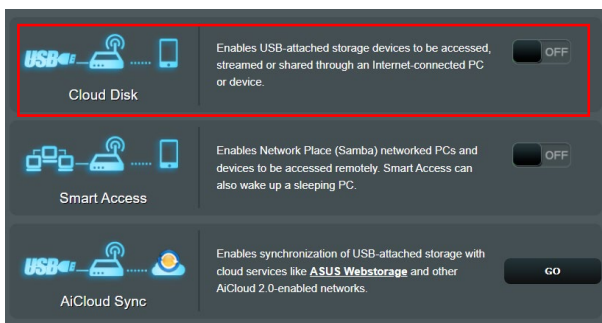 Enables USB-attached storage devices to be accessed,
USB
streamed or shared through an Internet-connected PC
OFF
or device.
Cloud Disk
Enables Network Place (Samba) networked PCs and
devices to be accessed remotely. Smart Access can
OFF
also wake up a sleeping PC.
Smart Access
Enables synchronization of USB-attached storage with
USB
cloud services like ASUS Webstorage and other
GO
AiCloud 2.0-enabled networks.
AiCloud Sync